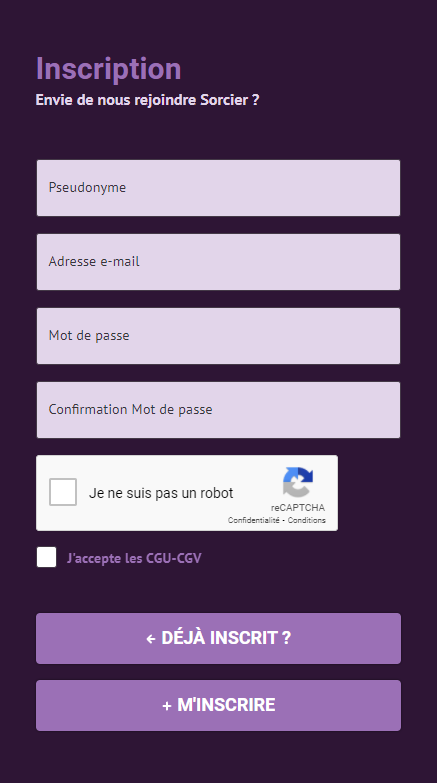 Inscription
Envie de nous rejoindre Sorcier ?
Pseudonyme
Adresse e-mail
Mot de passe
Confirmation Mot de passe
Je ne suis pas un robot
reCAPTCHA
Confidentialité - Conditions
J'accepte les CGU-CGV
← DÉJÀ INSCRIT ?
+ M'INSCRIRE